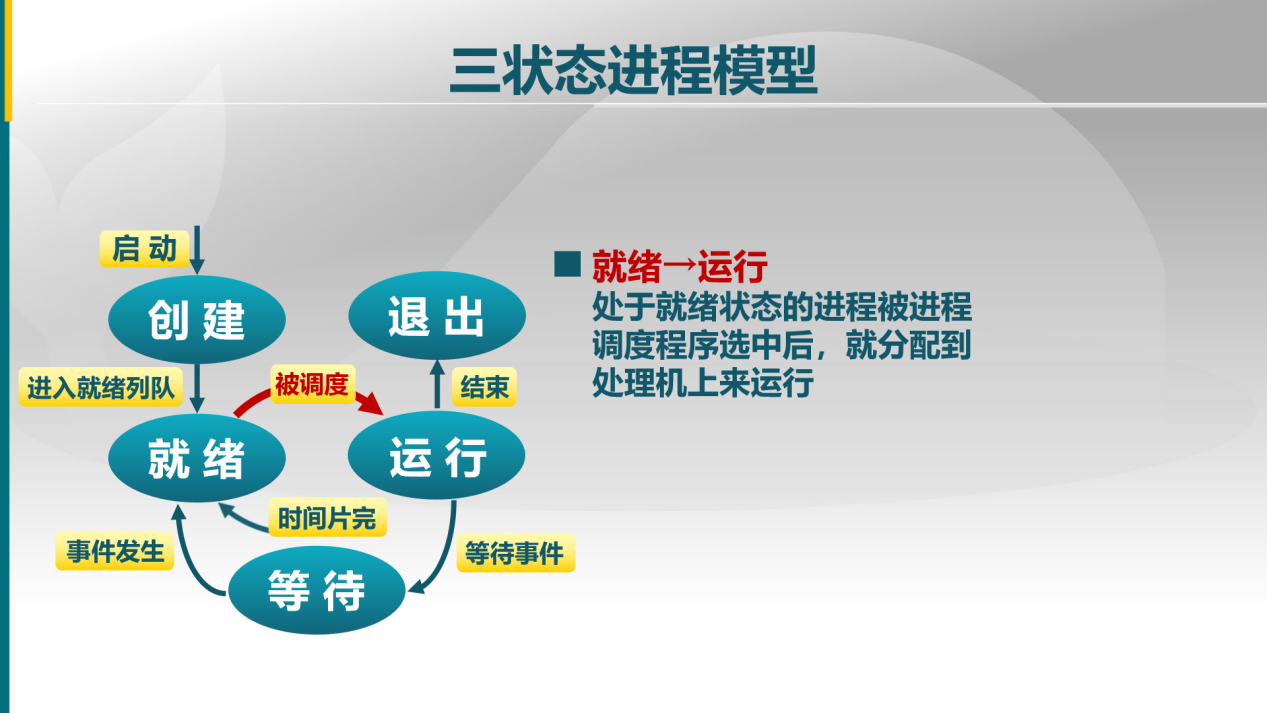 三状态进程模型
启 动
创 建
退 出
进入就绪列队
被调度
结束
就 绪
运 行
时间片完
事件发生
等待事件
等 待
就绪→运行
处于就绪状态的进程被进程
调度程序选中后，就分配到
处理机上来运行